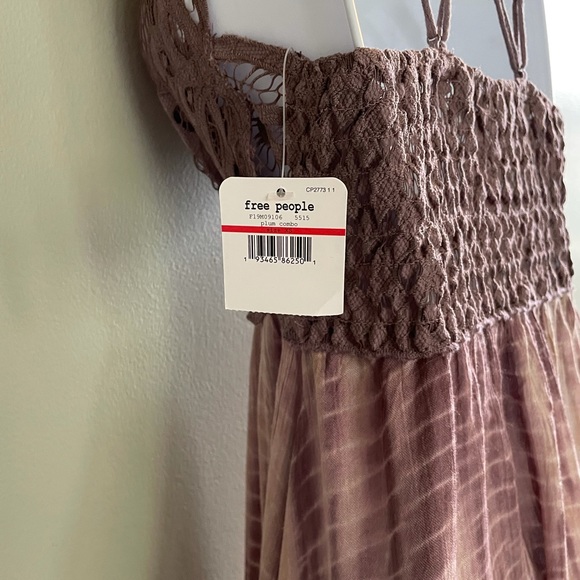 CP2773 1 1
free people
F19M09106 5515
plum combo
1 93465 86250 1